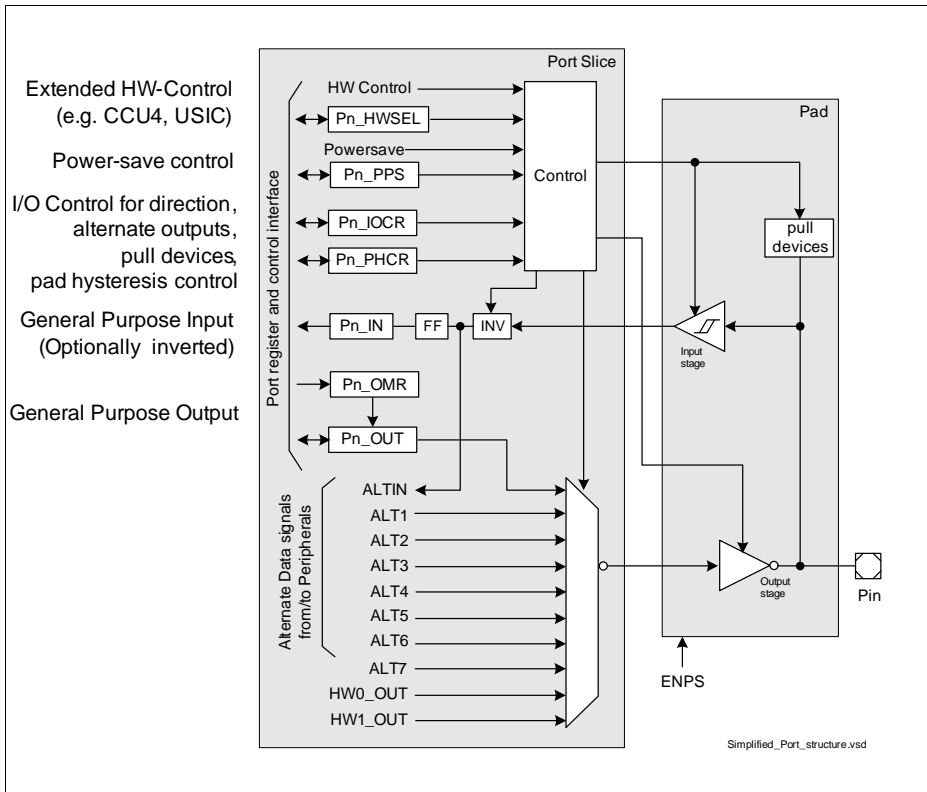 Port Slice
Pad
Extended HW-Control
(e.g. CCU4, USIC)
Power-save control
I/O Control for direction,
alternate outputs,
pull devices,
pad hysteresis control
General Purpose Input
(Optionally inverted)
General Purpose Output
Port register and control interface
HW Control
Pn_HWSEL
Powersave
Pn_PPS
Pn_IOCR
Pn_PHCR
Control
pull
devices
Pn_IN
FF
INV
Input
stage
Pn_OMR
Pn_OUT
Alternate Data signals
from/to Peripherals
ALTIN
ALT1
ALT2
ALT3
ALT4
ALT5
ALT6
ALT7
HW0_OUT
HW1_OUT
Output
stage
Pin
ENPS
Simplified_Port_structure.vsd